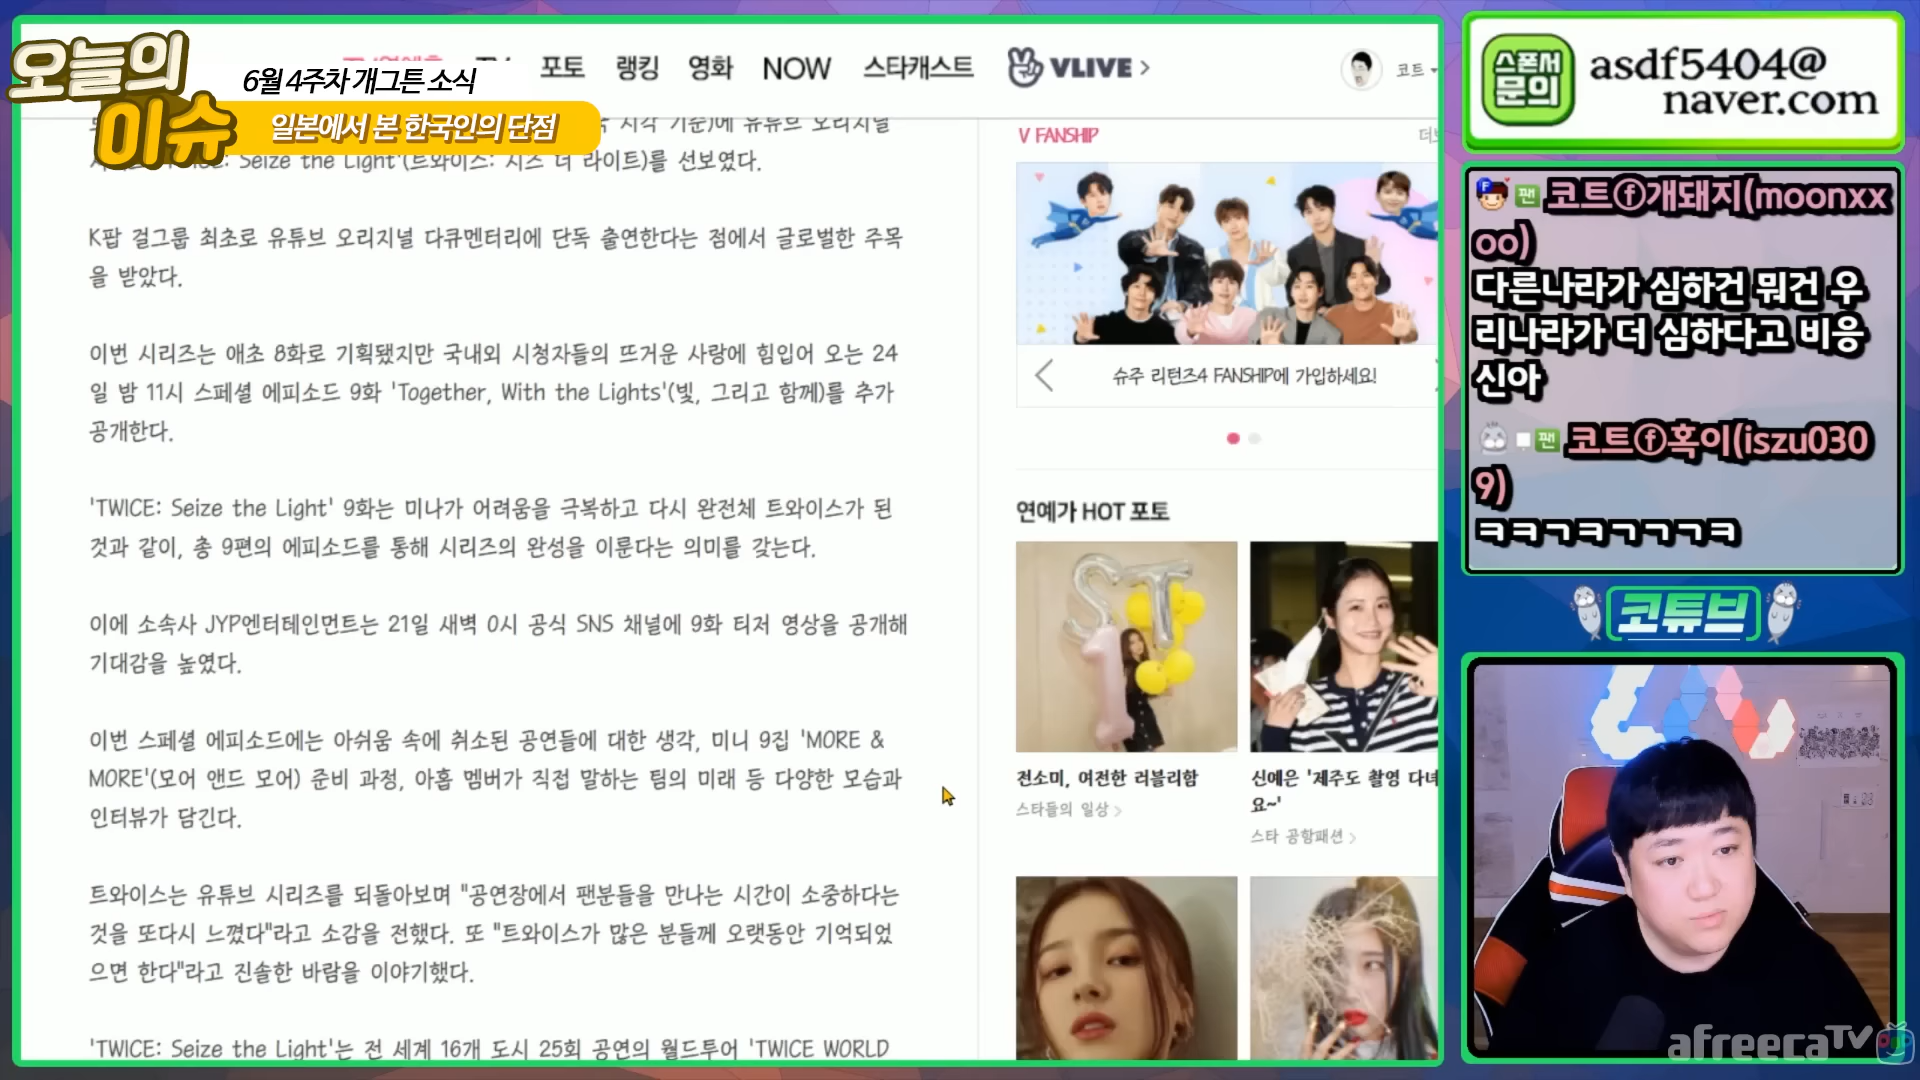 오늘의
이슈
6월 4주차 개그튼 소식
일본에서 본 한국인의 단점
포토
랭킹
영화
NOW
스타캐스트
VLIVE
코트
시각 기준)에 유튜브 오리지널
Seize the Light'(트와이스: 시즈 더 라이트)를 선보였다.
K팝 걸그룹 최초로 유튜브 오리지널 다큐멘터리에 단독 출연한다는 점에서 글로벌한 주목
을 받았다.
이번 시리즈는 애초 8화로 기획됐지만 국내외 시청자들의 뜨거운 사랑에 힘입어 오는 24
일 밤 11시 스페셜 에피소드 9화 'Together, With the Lights'(빛, 그리고 함께)를 추가
공개한다.
'TWICE: Seize the Light' 9화는 미나가 어려움을 극복하고 다시 완전체 트와이스가 된
것과 같이, 총 9편의 에피소드를 통해 시리즈의 완성을 이룬다는 의미를 갖는다.
이에 소속사 JYP엔터테인먼트는 21일 새벽 0시 공식 SNS 채널에 9화 티저 영상을 공개해
기대감을 높였다.
이번 스페셜 에피소드에는 아쉬움 속에 취소된 공연들에 대한 생각, 미니 9집 'MORE &
MORE'(모어 앤드 모어) 준비 과정, 아홉 멤버가 직접 말하는 팀의 미래 등 다양한 모습과
인터뷰가 담긴다.
트와이스는 유튜브 시리즈를 되돌아보며 "공연장에서 팬분들을 만나는 시간이 소중하다는
것을 또다시 느꼈다"라고 소감을 전했다. 또 "트와이스가 많은 분들께 오랫동안 기억되었
으면 한다"라고 진솔한 바람을 이야기했다.
'TWICE: Seize the Light'는 전 세계 16개 도시 25회 공연의 월드투어 'TWICE WORLD
V FANSHIP
슈주 리턴즈4 FANSHIP에 가입하세요!
연예가 HOT 포토
ST
1
전소미, 여전한 러블리함
스타들의 일상
신예은 '제주도 촬영 다녀
요~'
스타 공항패션
스폰서
문의
asdf5404@
naver.com
팬 코트ⓕ개돼지(moonxx
oo)
다른나라가 심하건 뭐건 우
리나라가 더 심하다고 비응
신아
팬 코트ⓕ혹이(iszu030
9)
ㅋㅋㄱㅋㄱㄱㄱㅋ
코튜브
afreecaTV